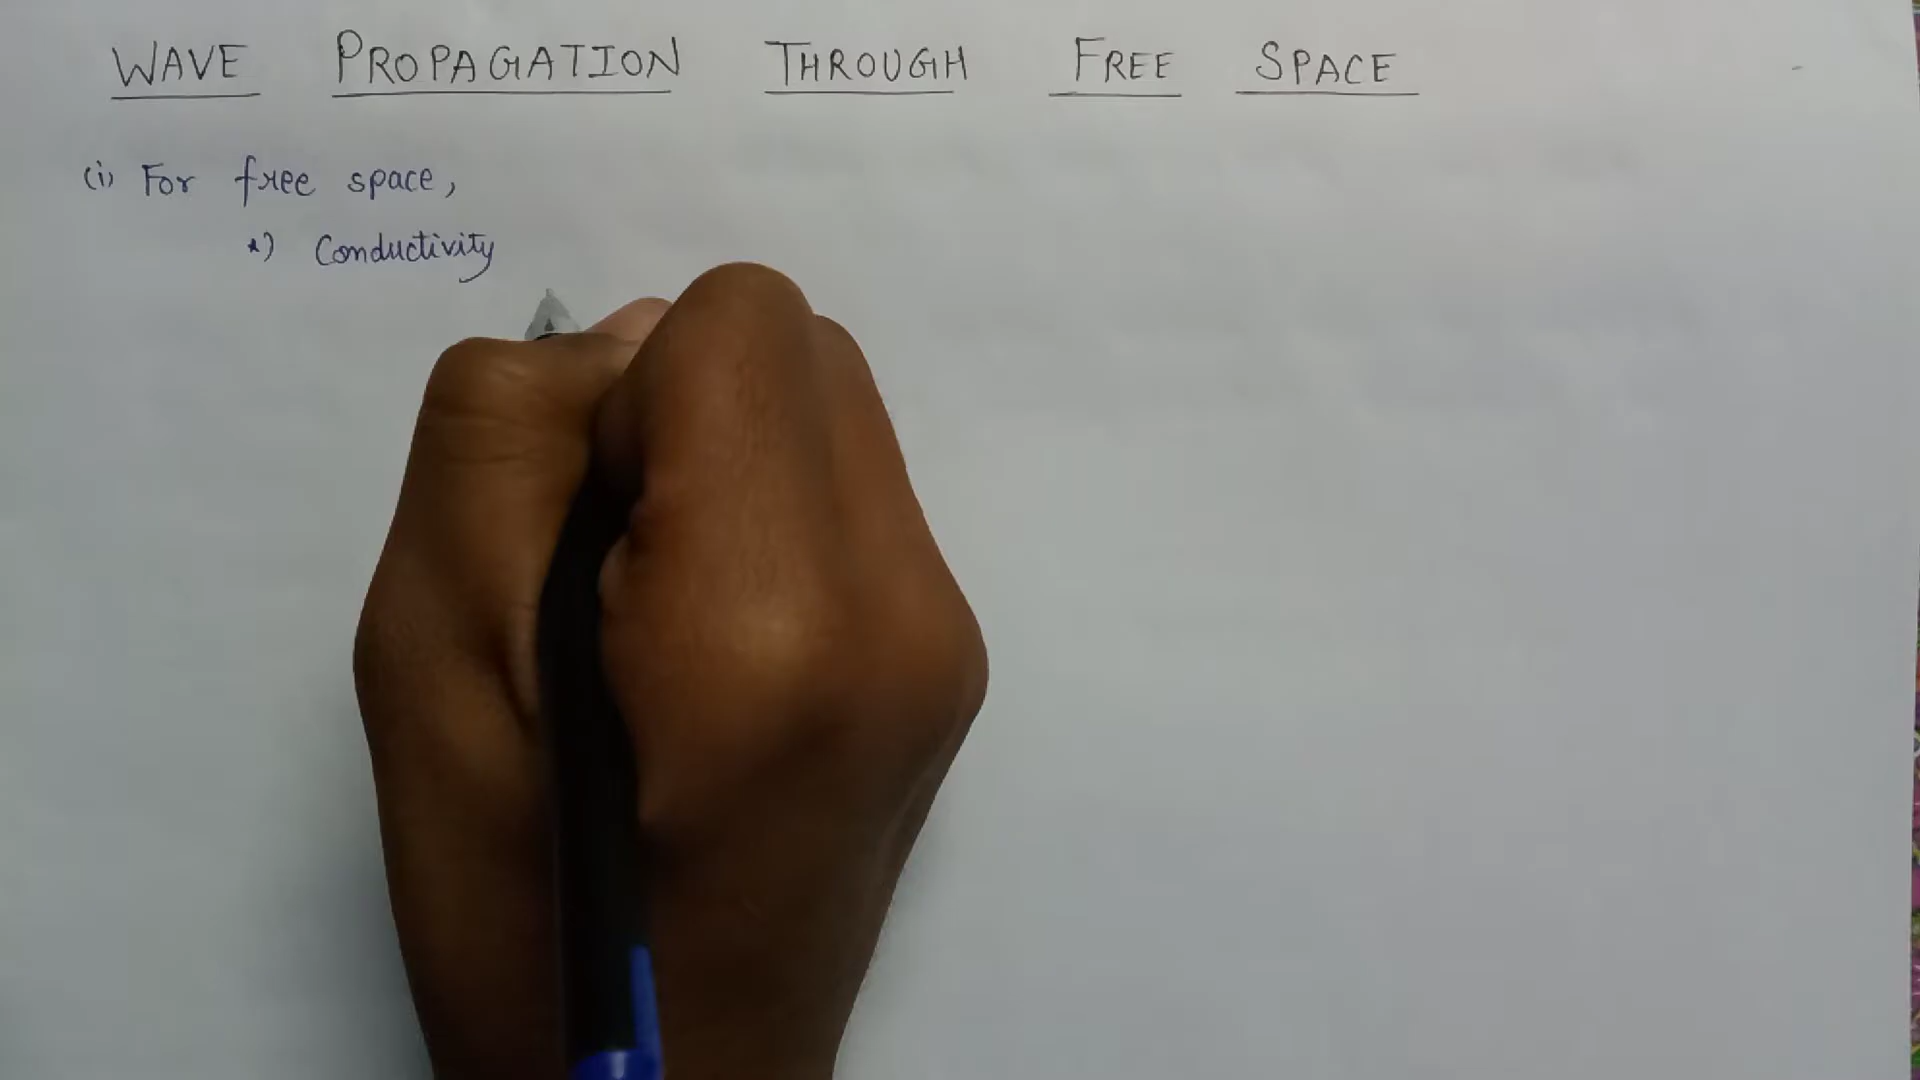 WAVE PROPAGATION THROUGH FREE SPACE
(i) For free space,
*) Conductivity